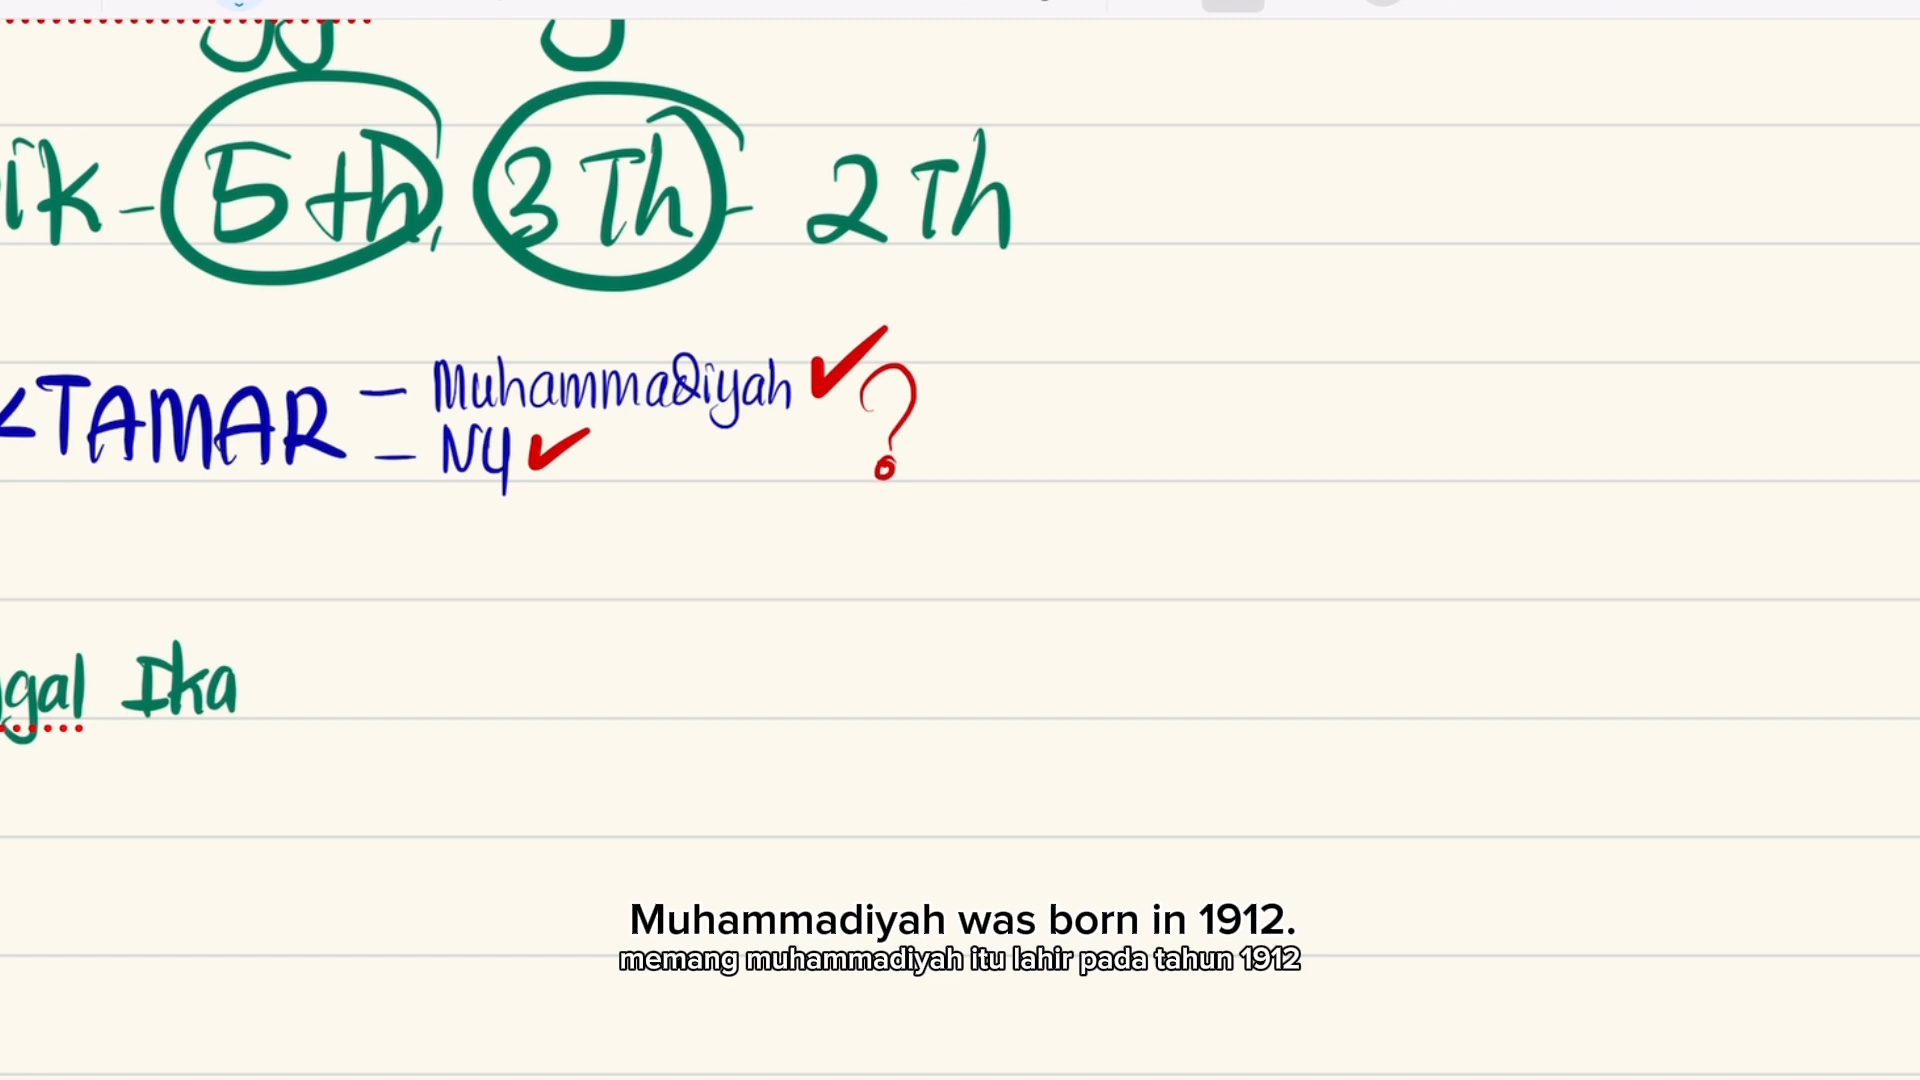 ik - 5th, 3 Th - 2 Th
KTAMAR = Muhammadiyah ✓ ?
NU ✓
gal Ika
Muhammadiyah was born in 1912.
memang muhammadiyah itu lahir pada tahun 1912